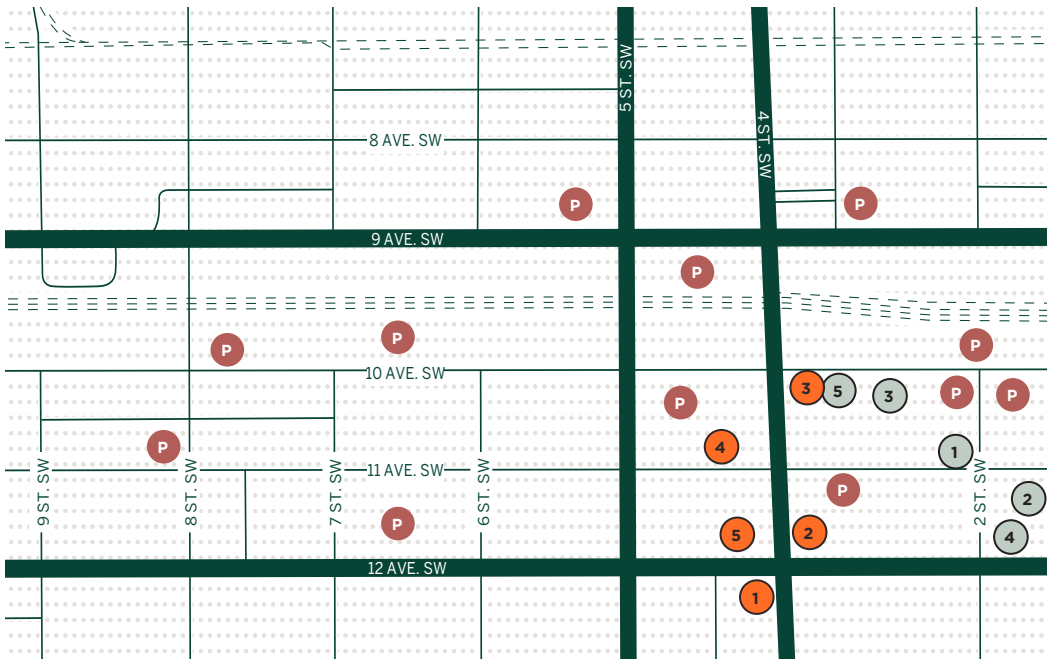 5 ST. SW
4 ST. SW
8 AVE. SW
P
P
9 AVE. SW
P
P
P
P
10 AVE. SW
3
5
3
P
P
P
P
4
1
11 AVE. SW
9 ST. SW
8 ST. SW
7 ST. SW
6 ST. SW
2 ST. SW
P
2
P
5
2
4
12 AVE. SW
1